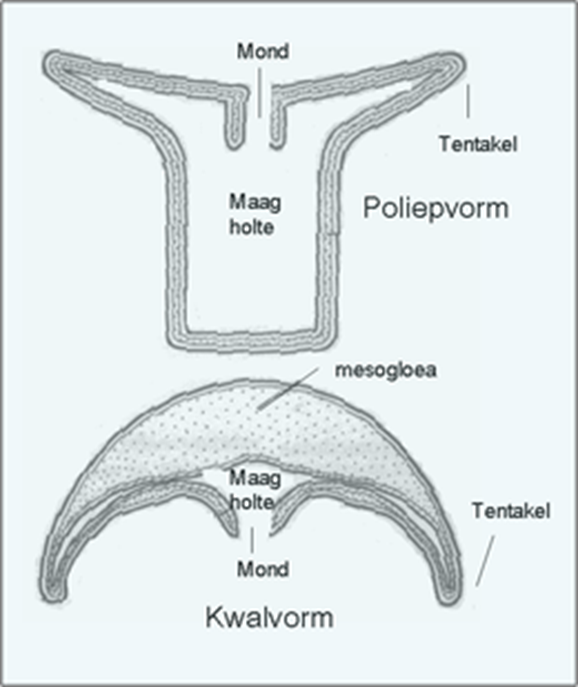 Mond
Tentakel
Maag
holte
Poliepvorm
mesogloea
Maag
holte
Tentakel
Mond
Kwalvorm